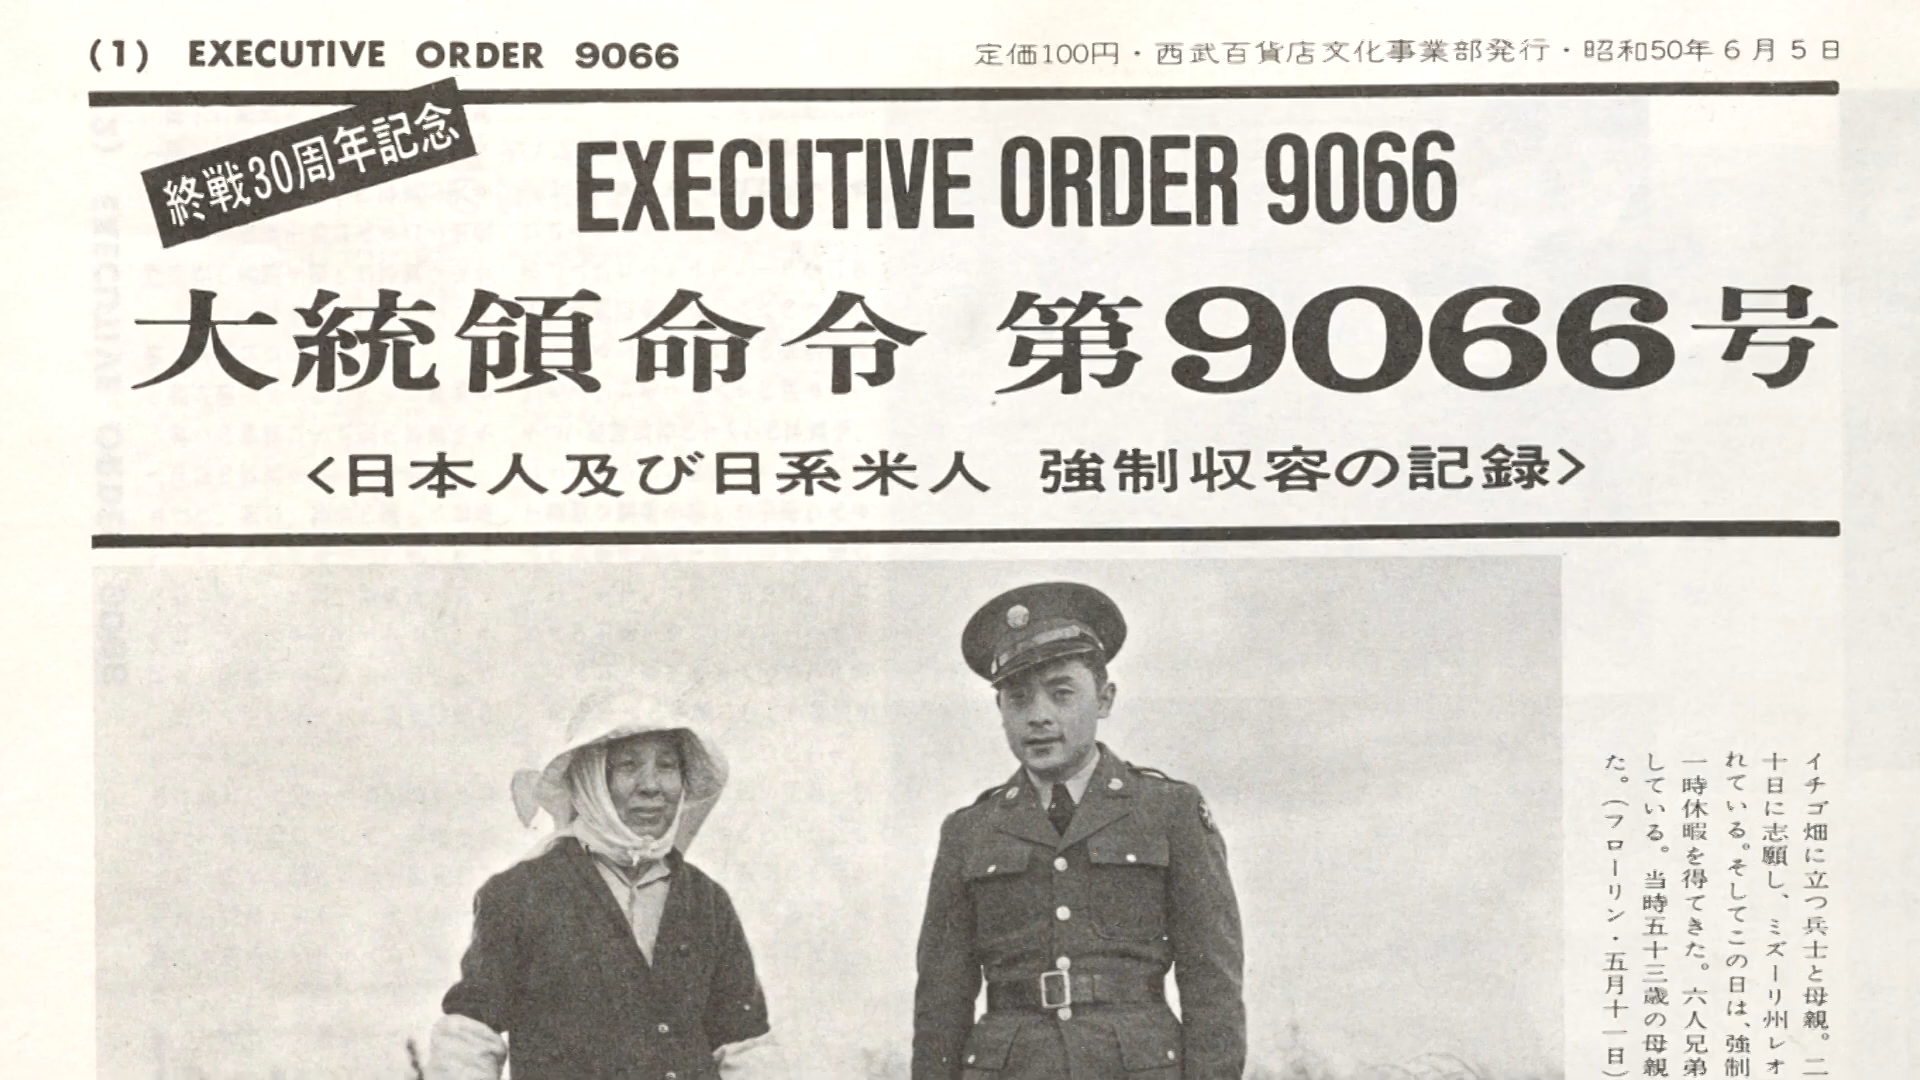 (1) EXECUTIVE ORDER 9066
定価100円・西武百貨店文化事業部発行・昭和50年6月5日
終戦30周年記念
EXECUTIVE ORDER 9066
大統領命令 第9066号
<日本人及び日系米人 強制収容の記録>
イチゴ畑に立つ兵士と母親。二
十日に志願し、ミズーリ州レオ
れている。そしてこの日は、強制
一時休暇を得てきた。六人兄弟
している。当時五十三歳の母親
た。(フローリン・五月十一日)